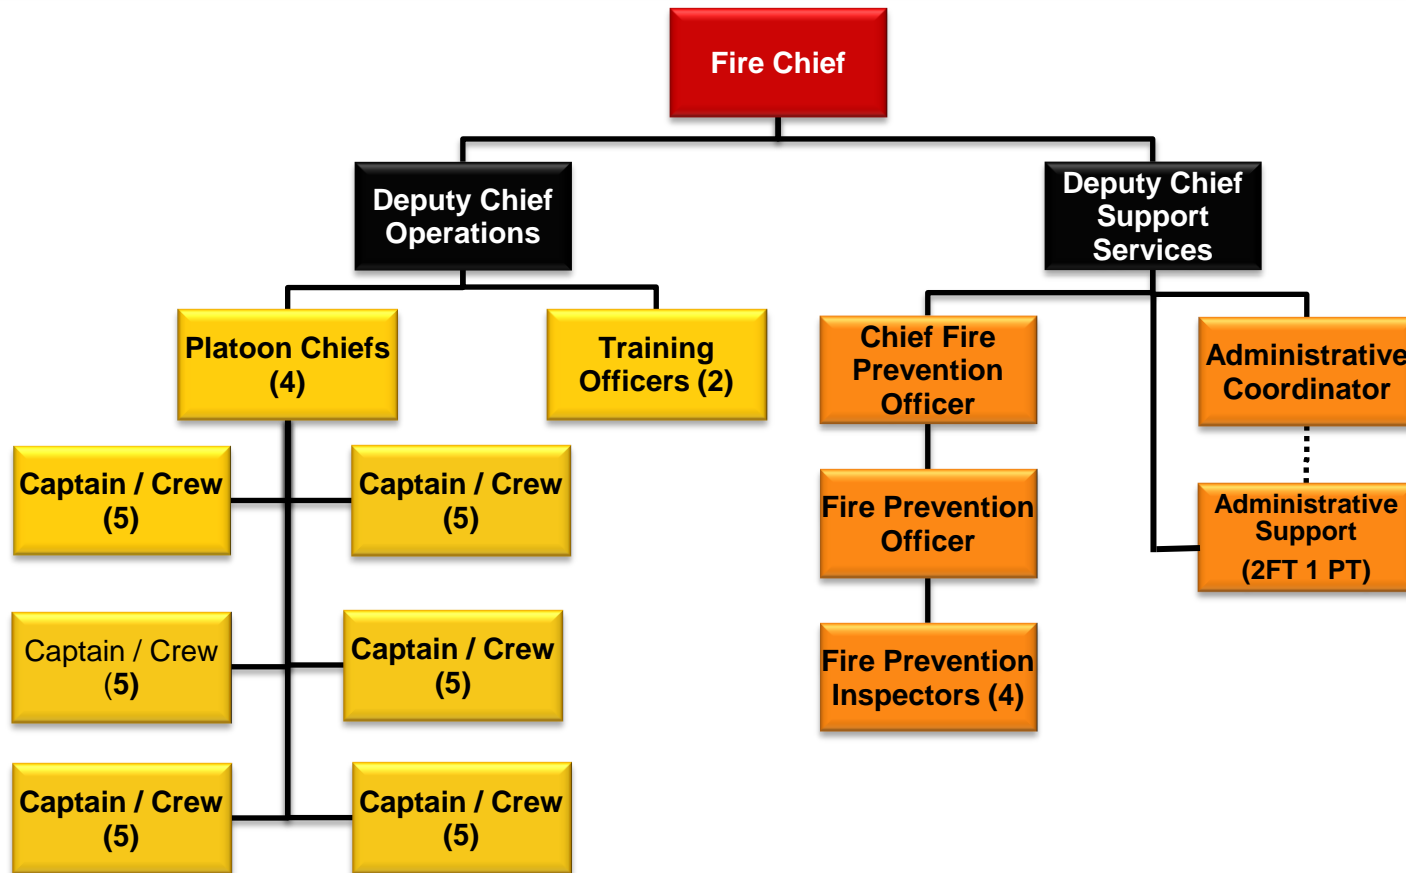 Fire Chief
Deputy Chief
Operations
Deputy Chief
Support
Services
Platoon Chiefs
(4)
Training
Officers (2)
Chief Fire
Prevention
Officer
Administrative
Coordinator
Captain / Crew
(5)
Captain / Crew
(5)
Fire Prevention
Officer
Administrative
Support
(2FT 1 PT)
Captain / Crew
(5)
Captain / Crew
(5)
Fire Prevention
Inspectors (4)
Captain / Crew
(5)
Captain / Crew
(5)